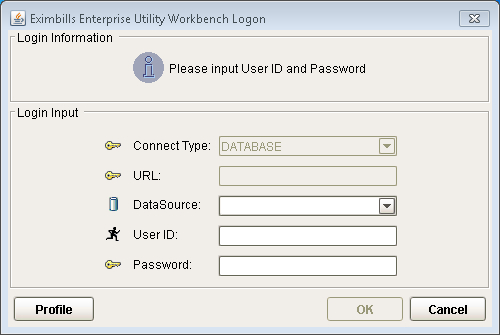 Eximbills Enterprise Utility Workbench Logon
Login Information
Please input User ID and Password
Login Input
Connect Type: DATABASE
URL:
DataSource:
User ID:
Password:
Profile OK Cancel